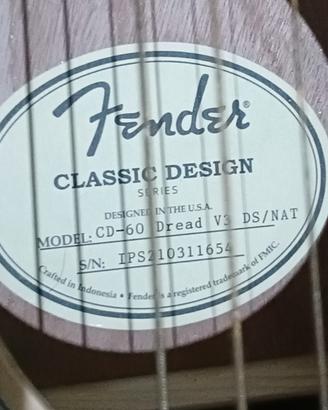 Fender®
CLASSIC DESIGN
SERIES
DESIGNED IN THE U.S.A.
MODEL: CD-60 Dread V3 DS/NAT
S/N: IPS210311654
Crafted in Indonesia • Fender is a registered trademark of FMIC.